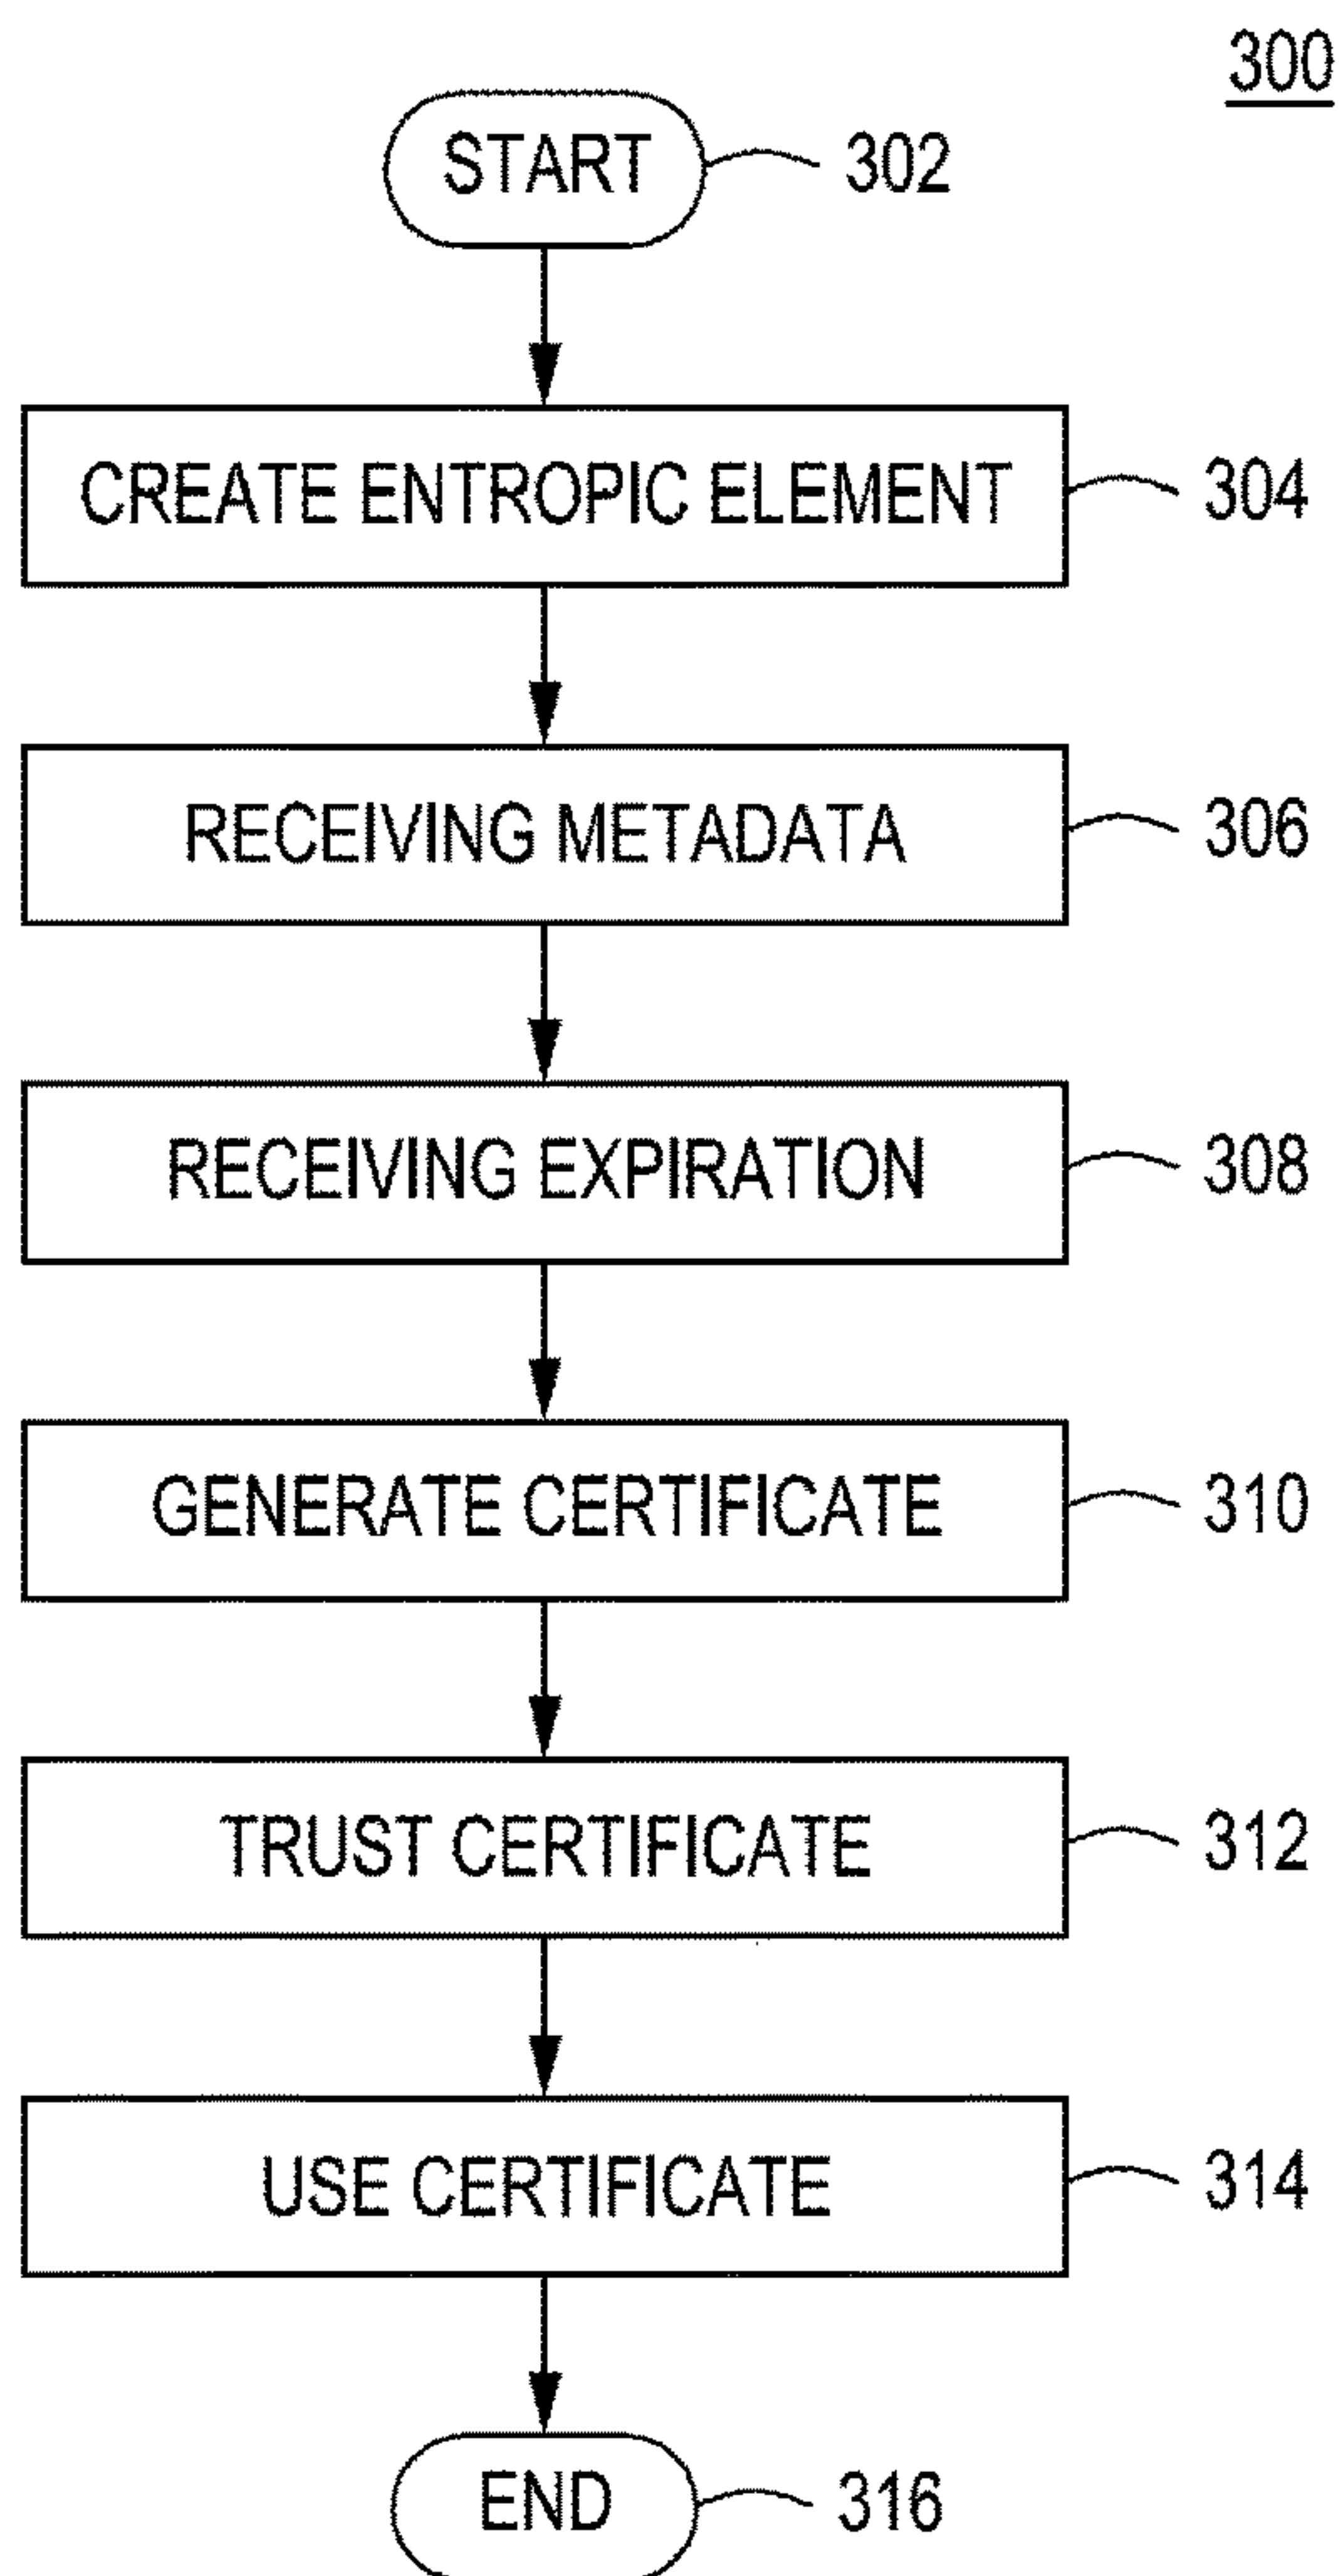 300
START 302
CREATE ENTROPIC ELEMENT 304
RECEIVING METADATA 306
RECEIVING EXPIRATION 308
GENERATE CERTIFICATE 310
TRUST CERTIFICATE 312
USE CERTIFICATE 314
END 316